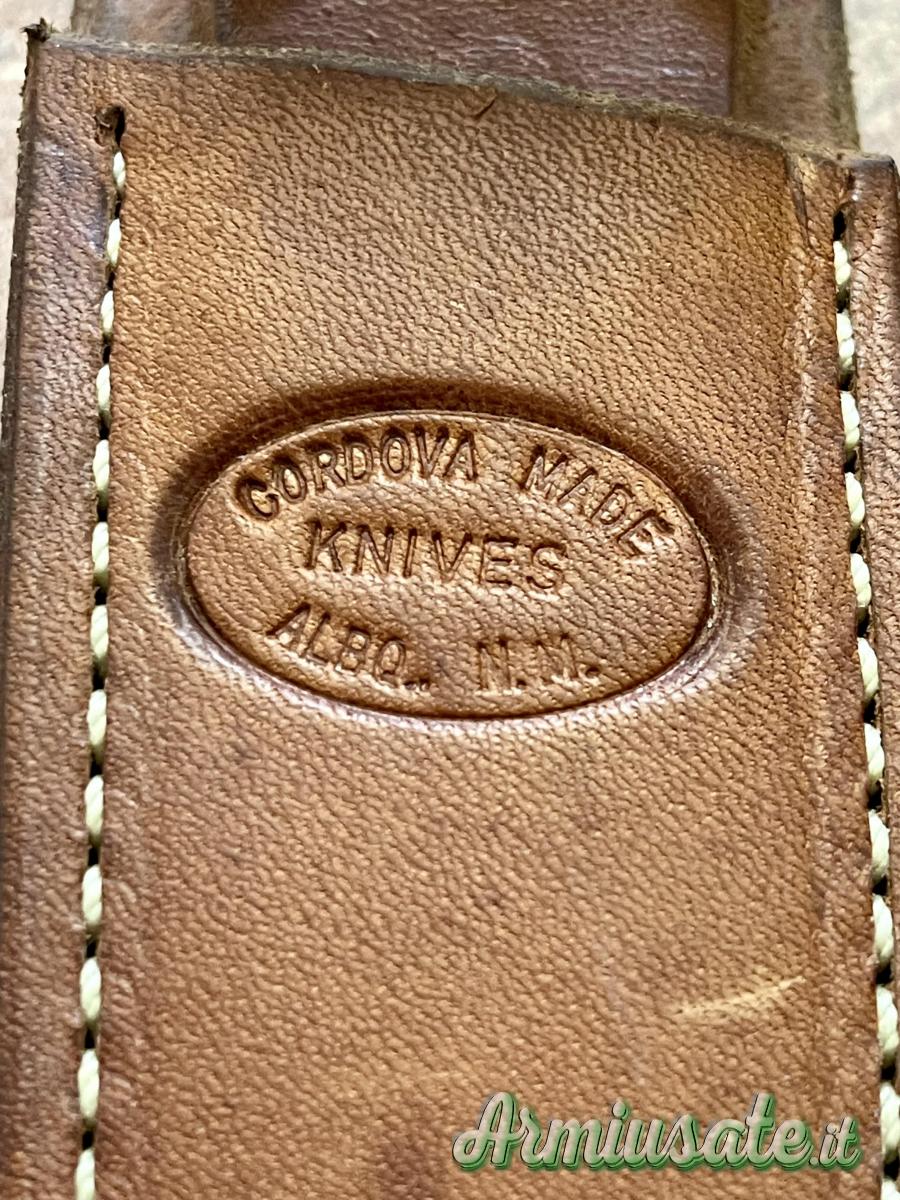 CORDOVA MADE
KNIVES
ALBQ., N.M.
Armiusate.it